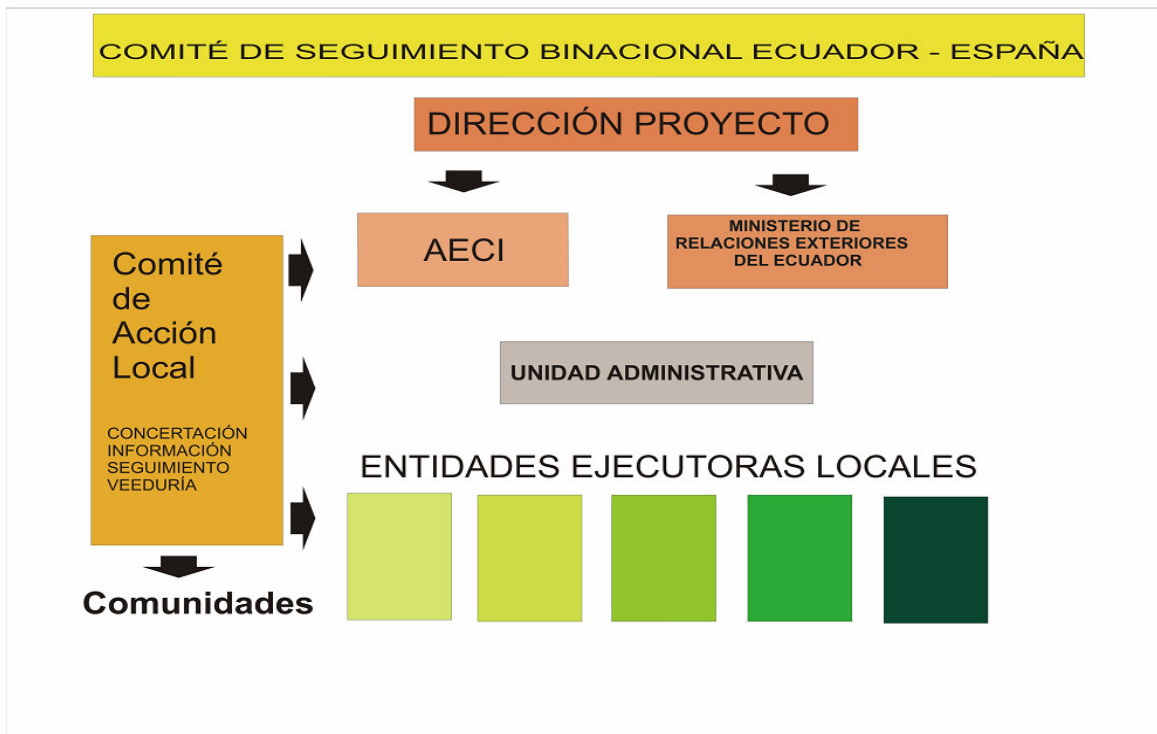 COMITÉ DE SEGUIMIENTO BINACIONAL ECUADOR - ESPAÑA
DIRECCIÓN PROYECTO
AECI
MINISTERIO DE
RELACIONES EXTERIORES
DEL ECUADOR
Comité
de
Acción
Local
CONCERTACIÓN
INFORMACIÓN
SEGUIMIENTO
VEEDURÍA
UNIDAD ADMINISTRATIVA
ENTIDADES EJECUTORAS LOCALES
Comunidades